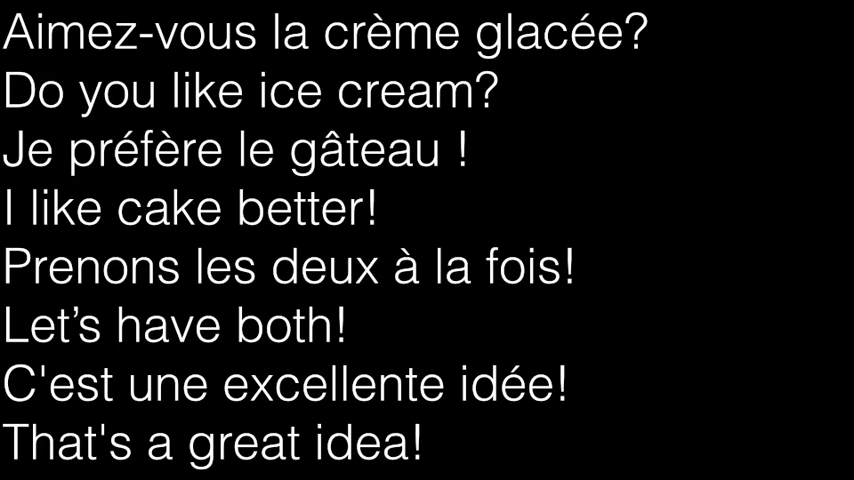 Aimez-vous la crème glacée?
Do you like ice cream?
Je préfère le gâteau !
I like cake better!
Prenons les deux à la fois!
Let’s have both!
C'est une excellente idée!
That's a great idea!